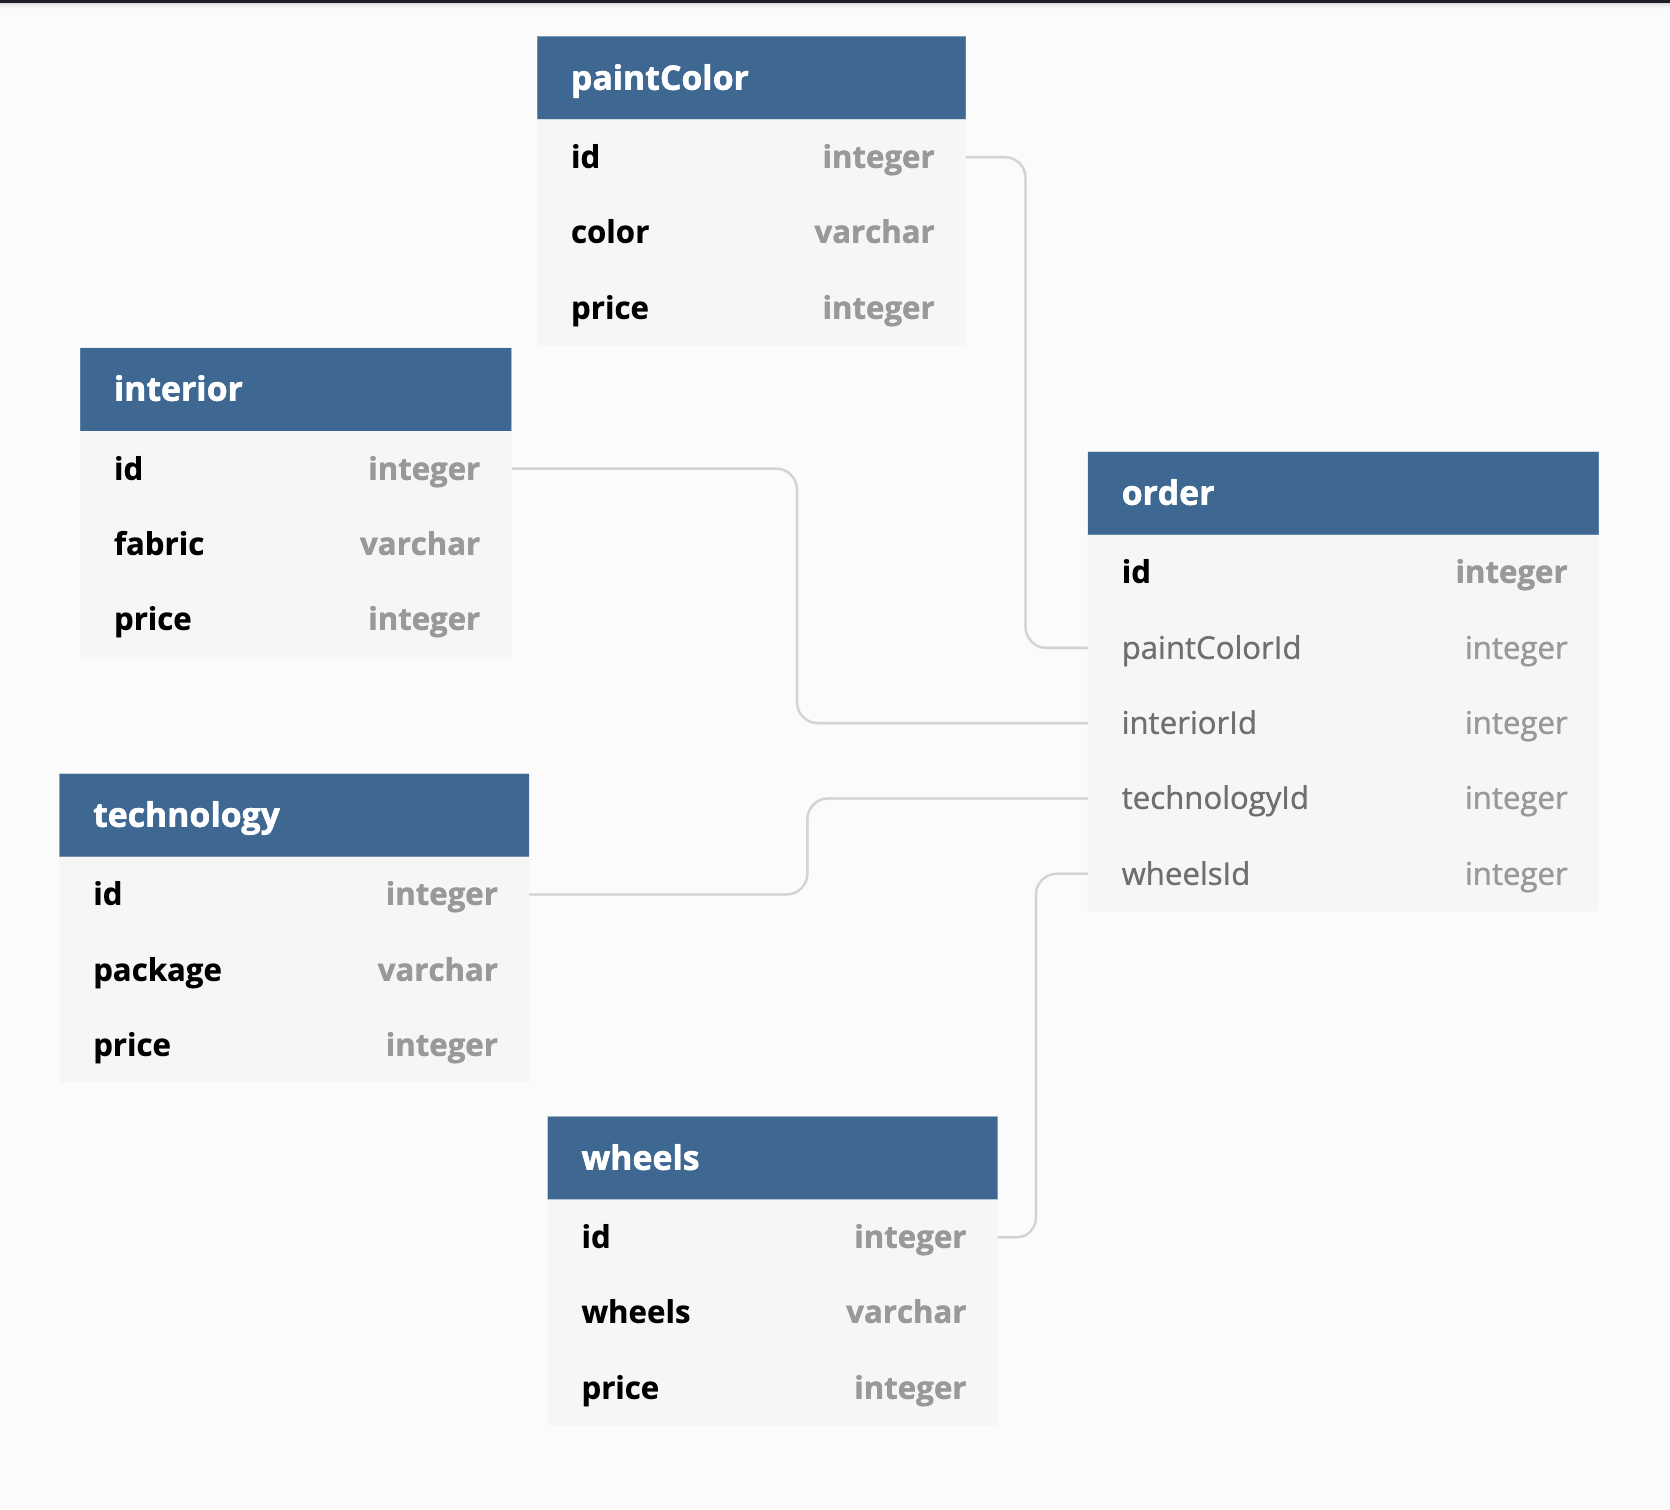 paintColor
id integer
color varchar
price integer
interior
id integer
fabric varchar
price integer
order
id integer
paintColorId integer
interiorId integer
technologyId integer
wheelsId integer
technology
id integer
package varchar
price integer
wheels
id integer
wheels varchar
price integer